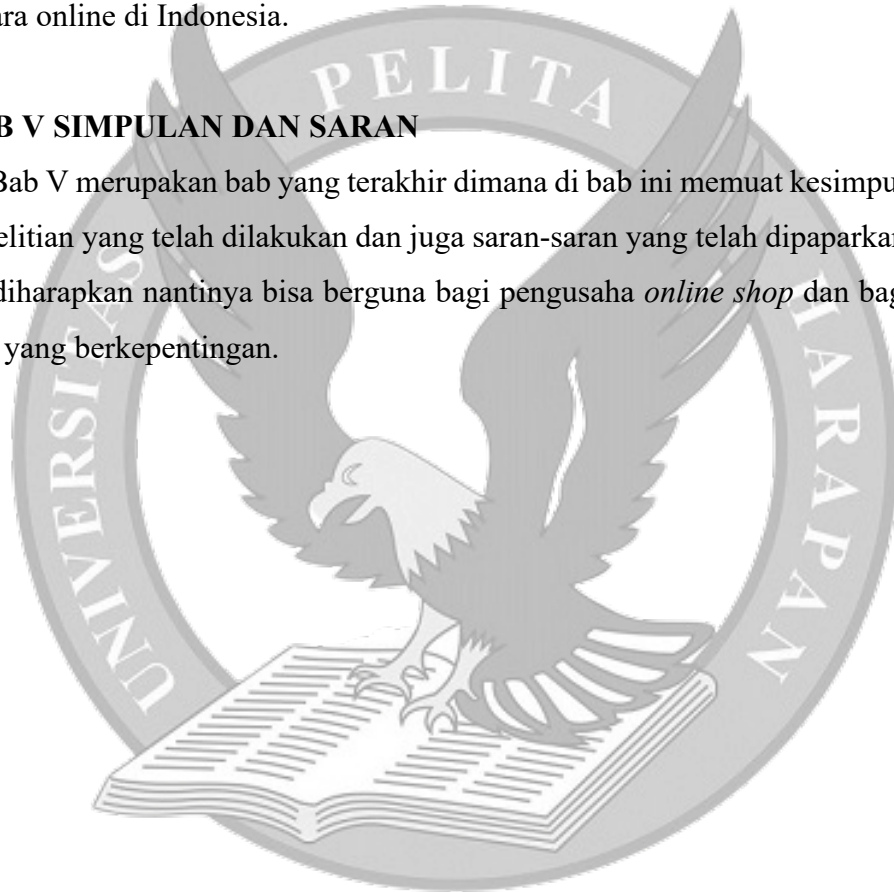 ara online di Indonesia.
B V SIMPULAN DAN SARAN
Bab V merupakan bab yang terakhir dimana di bab ini memuat kesimpu
elitian yang telah dilakukan dan juga saran-saran yang telah dipaparkan
diharapkan nantinya bisa berguna bagi pengusaha online shop dan bag
yang berkepentingan.
UNIVERSITAS PELITA HARAPAN